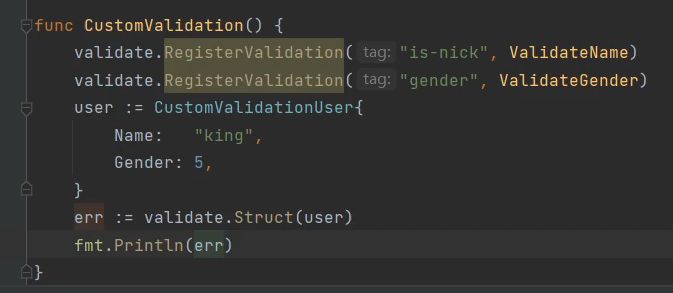 func CustomValidation() {
    validate.RegisterValidation( tag: "is-nick", ValidateName)
    validate.RegisterValidation( tag: "gender", ValidateGender)
    user := CustomValidationUser{
        Name:   "king",
        Gender: 5,
    }
    err := validate.Struct(user)
    fmt.Println(err)
}